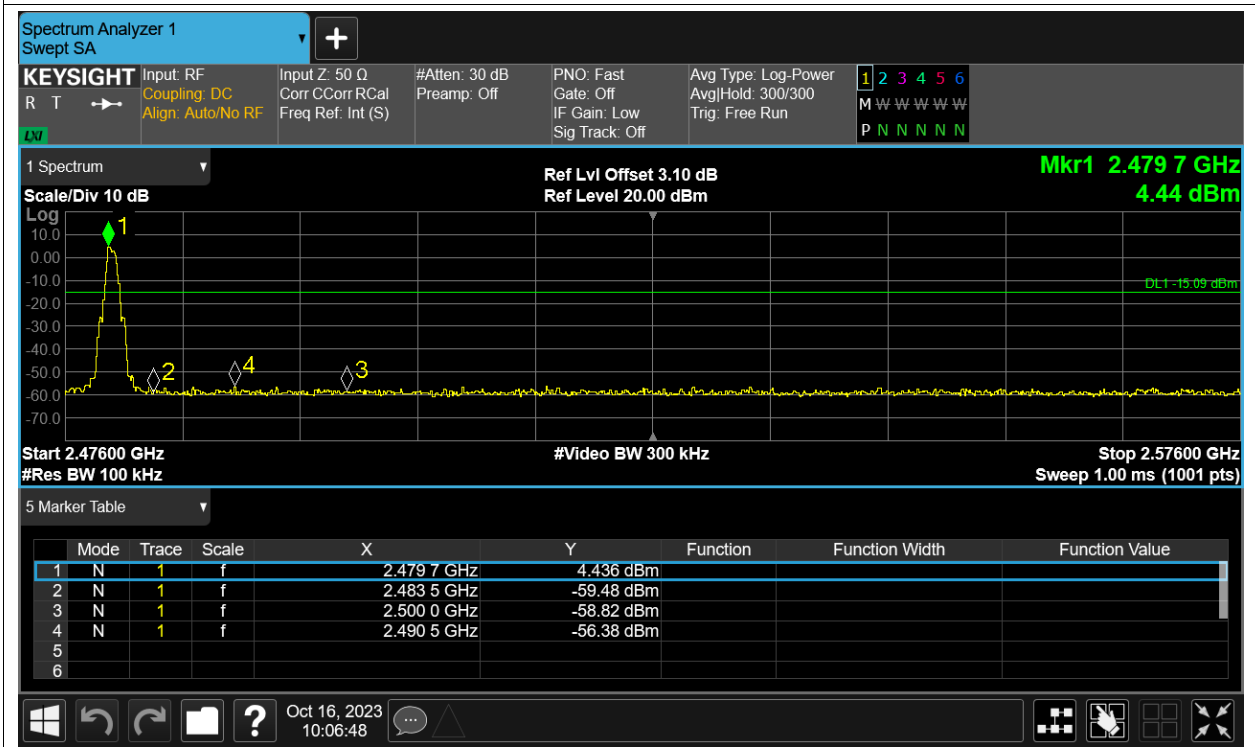 Spectrum Analyzer 1
Swept SA
+
KEYSIGHT Input: RF Input Z: 50 Ω #Atten: 30 dB PNO: Fast Avg Type: Log-Power 1 2 3 4 5 6
R T Coupling: DC Corr CCorr RCal Preamp: Off Gate: Off Avg|Hold: 300/300 M W W W W W
Align: Auto/No RF Freq Ref: Int (S) IF Gain: Low Trig: Free Run
LXI Sig Track: Off P N N N N N
1 Spectrum
Ref Lvl Offset 3.10 dB Mkr1 2.479 7 GHz
Scale/Div 10 dB Ref Level 20.00 dBm 4.44 dBm
Log
1
10.0
0.00
-10.0
DL1 -15.09 dBm
-20.0
-30.0
-40.0
-50.0
2 4 3
-60.0
-70.0
Start 2.47600 GHz #Video BW 300 kHz Stop 2.57600 GHz
#Res BW 100 kHz Sweep 1.00 ms (1001 pts)
5 Marker Table
Mode Trace Scale X Y Function Function Width Function Value
1 N 1 f 2.479 7 GHz 4.436 dBm
2 N 1 f 2.483 5 GHz -59.48 dBm
3 N 1 f 2.500 0 GHz -58.82 dBm
4 N 1 f 2.490 5 GHz -56.38 dBm
5
6
? Oct 16, 2023
10:06:48